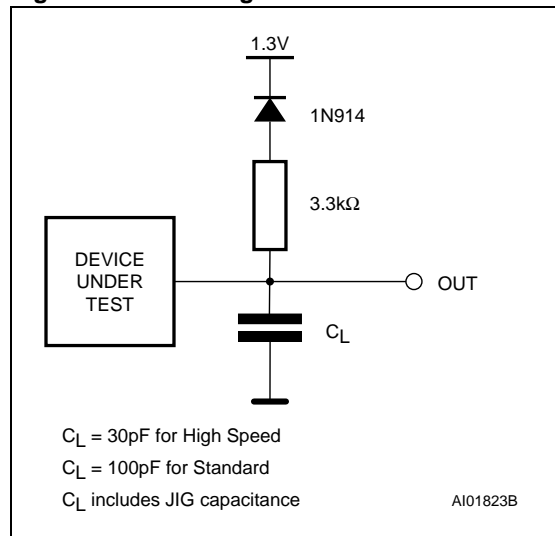 1.3V
1N914
3.3kΩ
DEVICE
UNDER
TEST
OUT
CL
CL = 30pF for High Speed
CL = 100pF for Standard
CL includes JIG capacitance
AI01823B